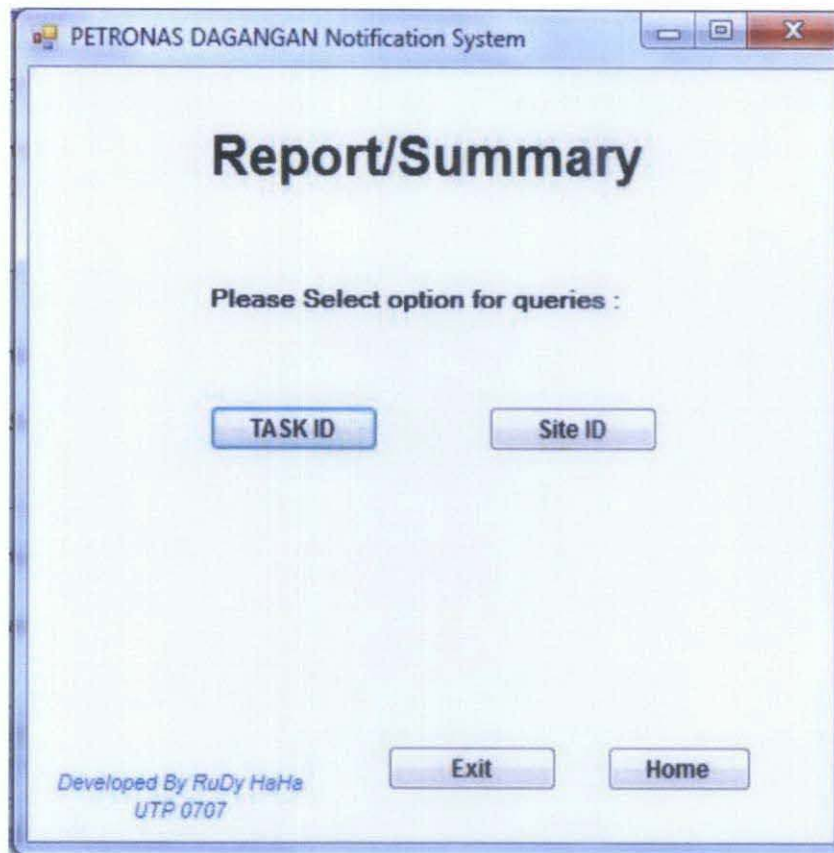 PETRONAS DAGANGAN Notification System
Report/Summary
Please Select option for queries :
TASK ID
Site ID
Exit
Home
Developed By RuDy HaHa
UTP 0707